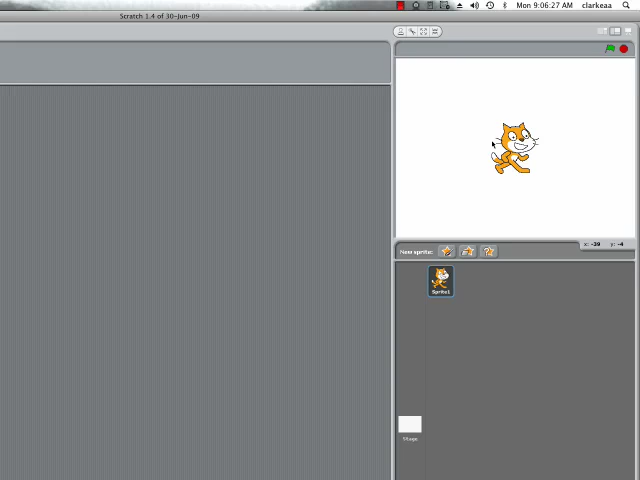 Mon 9:06:27 AM clarkeaa
Scratch 1.4 of 30-Jun-09
x: -39 y: -4
New sprite:
Sprite1
Stage